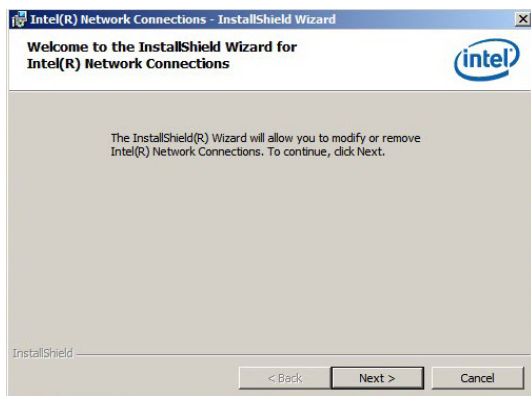 Intel(R) Network Connections - InstallShield Wizard
Welcome to the InstallShield Wizard for
Intel(R) Network Connections
intel
The InstallShield(R) Wizard will allow you to modify or remove
Intel(R) Network Connections. To continue, click Next.
InstallShield
< Back
Next >
Cancel